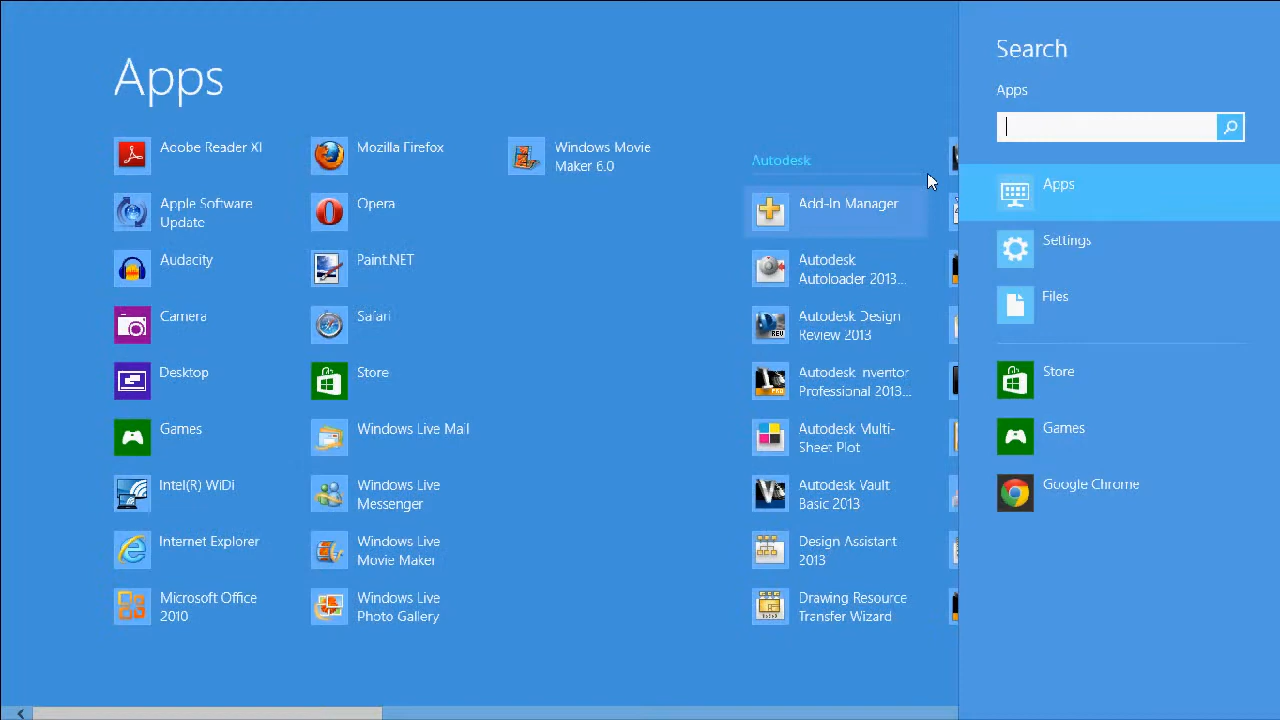 Apps
Adobe Reader XI
Apple Software
Update
Audacity
Camera
Desktop
Games
Intel(R) WiDi
Internet Explorer
Microsoft Office
2010
Mozilla Firefox
Opera
Paint.NET
Safari
Store
Windows Live Mail
Windows Live
Messenger
Windows Live
Movie Maker
Windows Live
Photo Gallery
Windows Movie
Maker 6.0
Autodesk
Add-In Manager
Autodesk
Autoloader 2013...
Autodesk Design
Review 2013
Autodesk Inventor
Professional 2013...
Autodesk Multi-
Sheet Plot
Autodesk Vault
Basic 2013
Design Assistant
2013
Drawing Resource
Transfer Wizard
Search
Apps
Apps
Settings
Files
Store
Games
Google Chrome